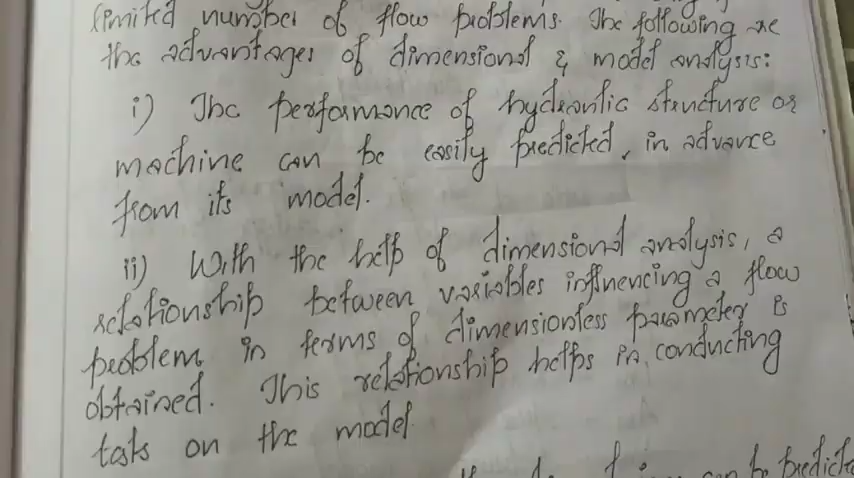 limited number of flow problems. The following are
the advantages of dimensional & model analysis:
i) The performance of hydraulic structure or
machine can be easily predicted, in advance
from its model.
ii) With the help of dimensional analysis, a
relationship between variables influencing a flow
problem in terms of dimensionless parameter is
obtained. This relationship helps in conducting
tests on the model
can be predicte